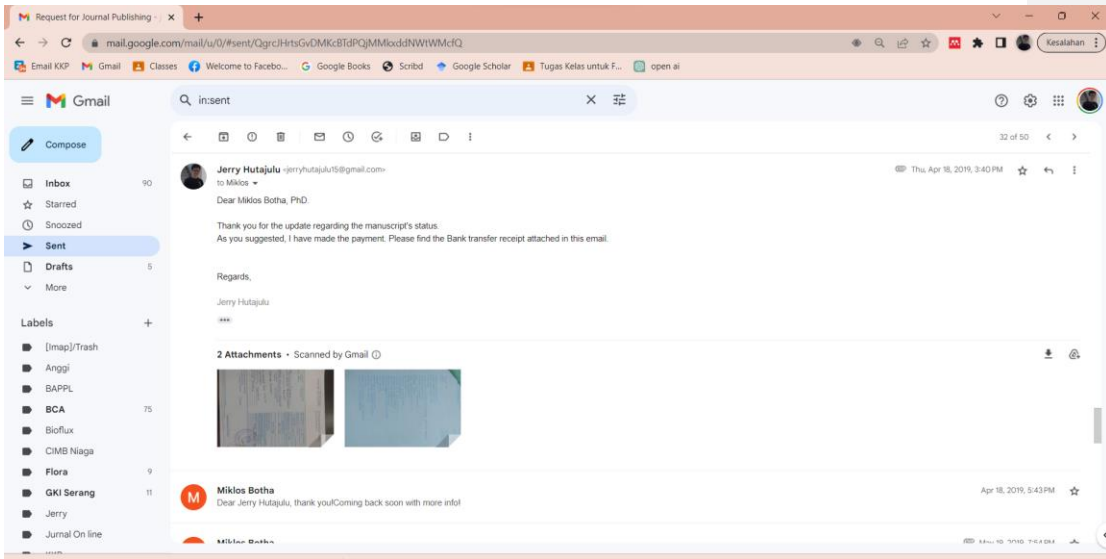 Request for Journal Publishing -
mail.google.com/mail/u/0/#sent/QgrcJHrtsGvDMKcBTdPQjMMkxddNWtWMcfQ
Kesalahan
Email KKP
Gmail
Classes
Welcome to Facebo...
Google Books
Scribd
Google Scholar
Tugas Kelas untuk F...
open ai
Gmail
in:sent
Compose
32 of 50
Inbox 90
Starred
Snoozed
Sent
Drafts 5
More
Labels
[Imap]/Trash
Anggi
BAPPL
BCA 75
Bioflux
CIMB Niaga
Flora 9
GKI Serang 11
Jerry
Jurnal On line
Jerry Hutajulu <jerryhutajulu15@gmail.com>
Thu, Apr 18, 2019, 3:40 PM
to Miklos
Dear Miklos Botha, PhD.
Thank you for the update regarding the manuscript's status.
As you suggested, I have made the payment. Please find the Bank transfer receipt attached in this email.
Regards,
Jerry Hutajulu
2 Attachments • Scanned by Gmail
M
Miklos Botha
Apr 18, 2019, 5:43 PM
Dear Jerry Hutajulu, thank you!Coming back soon with more info!
Miklos Botha